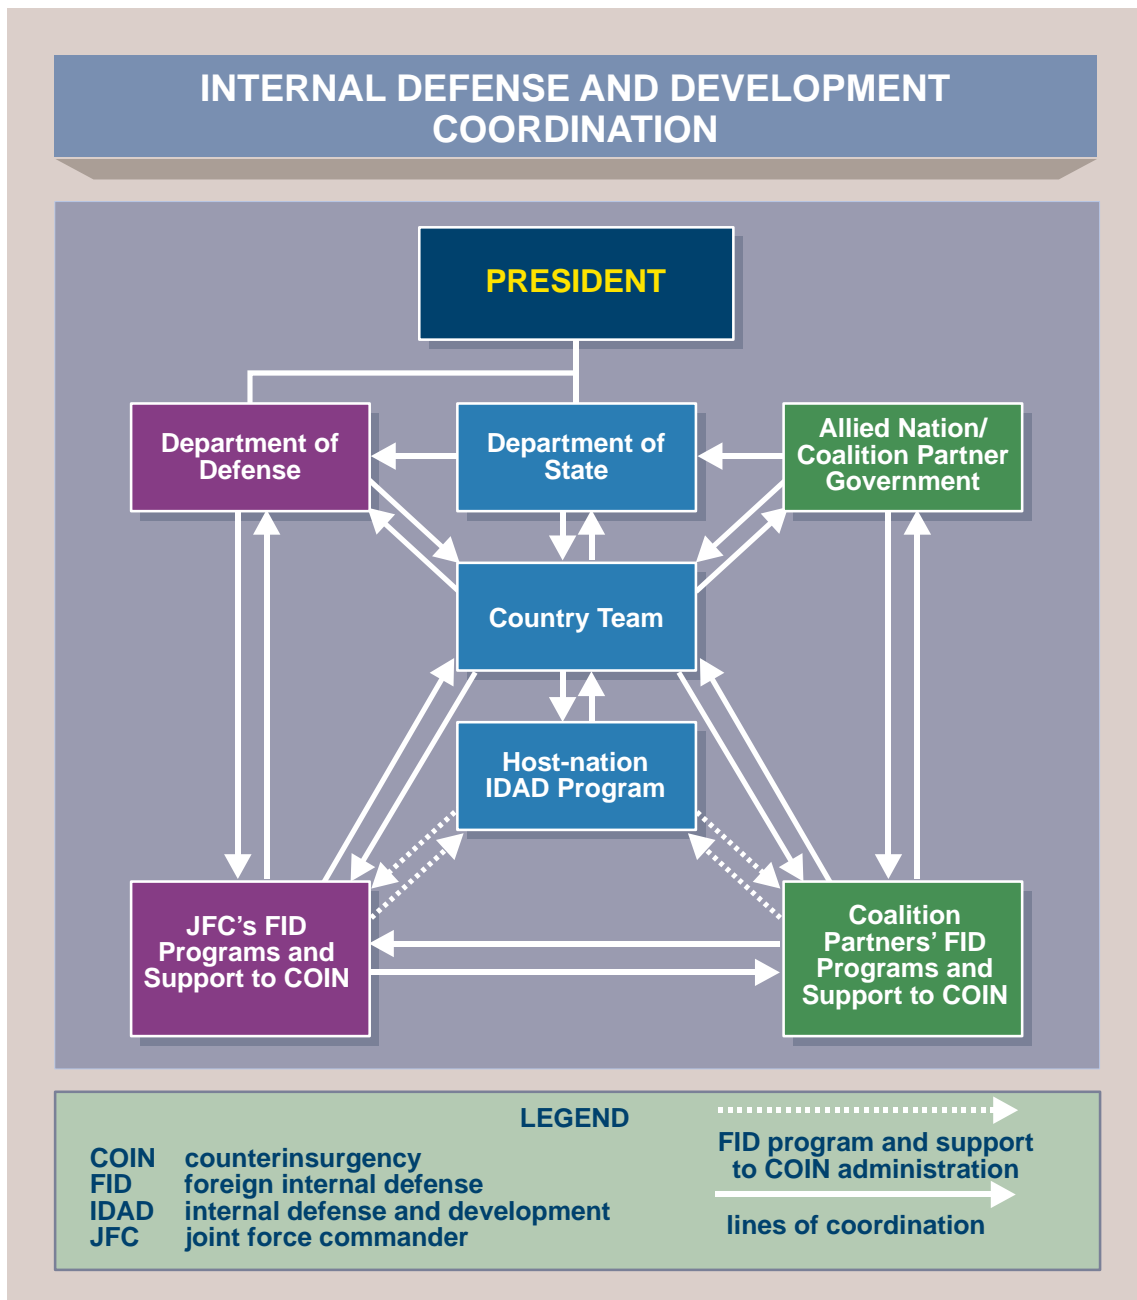 INTERNAL DEFENSE AND DEVELOPMENT
COORDINATION
PRESIDENT
Department of
Defense
Department of
State
Allied Nation/
Coalition Partner
Government
Country Team
Host-nation
IDAD Program
JFC's FID
Programs and
Support to COIN
Coalition
Partners' FID
Programs and
Support to COIN
LEGEND
COIN counterinsurgency
FID foreign internal defense
IDAD internal defense and development
JFC joint force commander
FID program and support
to COIN administration
lines of coordination